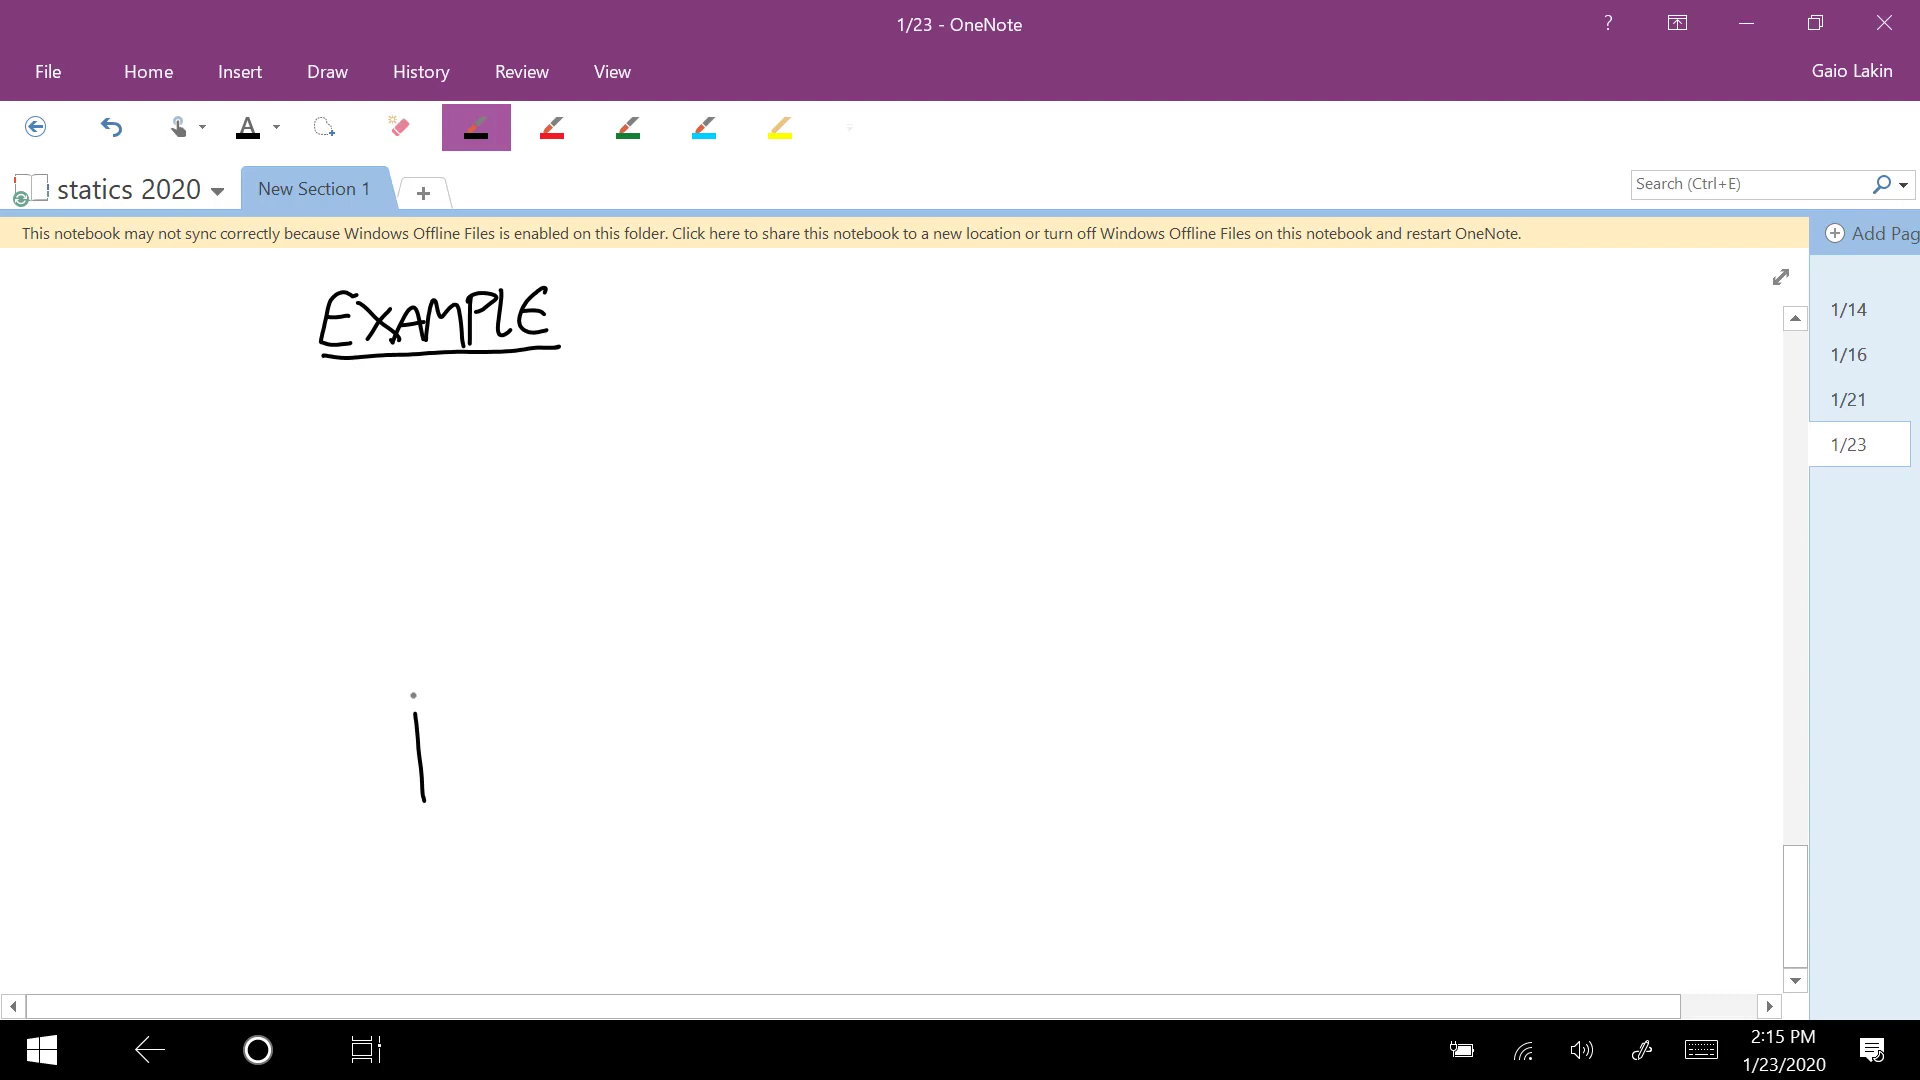 1/23 - OneNote
?
File Home Insert Draw History Review View
Gaio Lakin
A
statics 2020
New Section 1
+
Search (Ctrl+E)
This notebook may not sync correctly because Windows Offline Files is enabled on this folder. Click here to share this notebook to a new location or turn off Windows Offline Files on this notebook and restart OneNote.
Add Pag
EXAMPLE
1/14
1/16
1/21
1/23
2:15 PM
1/23/2020